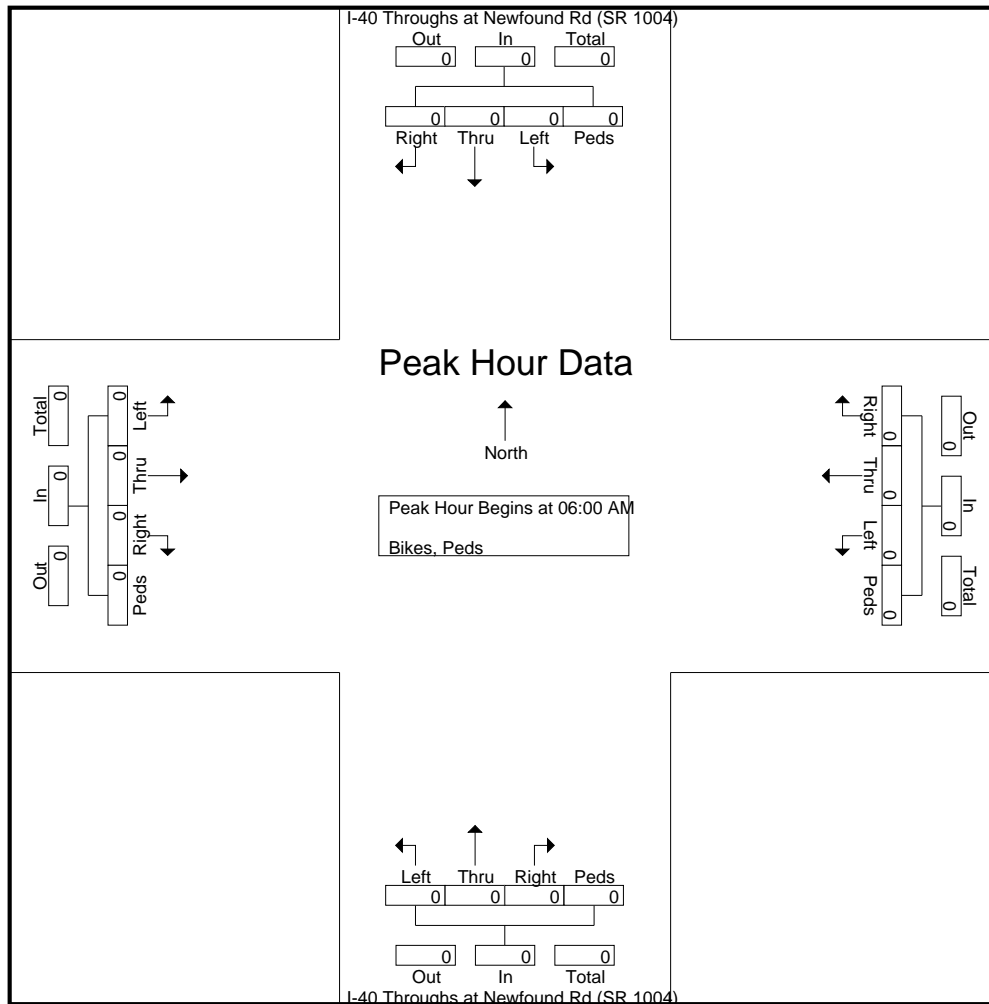 I-40 Throughs at Newfound Rd (SR 1004)
Out In Total
0 0 0
0 0 0 0
Right Thru Left Peds
Peak Hour Data
North
Peak Hour Begins at 06:00 AM
Bikes, Peds
Total In Out
0 0 0
0 0 0 0
Left Thru Right Peds
Right Thru Left Peds
0 0 0 0
Out In Total
0 0 0
Left Thru Right Peds
0 0 0 0
0 0 0
Out In Total
I-40 Throughs at Newfound Rd (SR 1004)